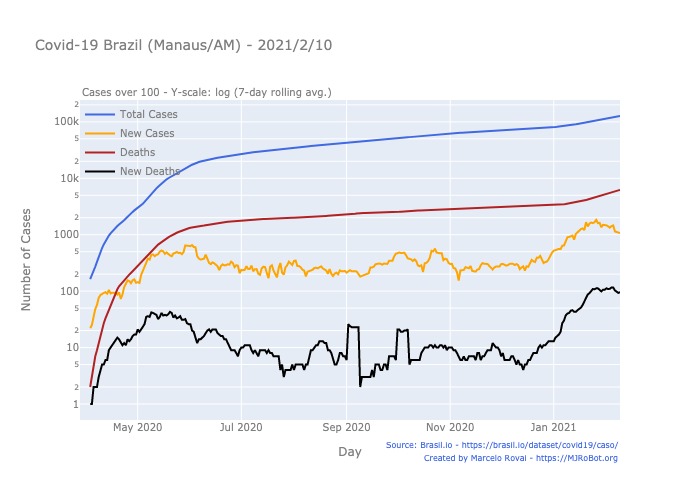 Covid-19 Brazil (Manaus/AM) - 2021/2/10
Cases over 100 - Y-scale: log (7-day rolling avg.)
Total Cases
New Cases
Deaths
New Deaths
2
100k
5
2
10k
5
2
1000
5
2
100
5
2
10
5
2
1
Number of Cases
May 2020 Jul 2020 Sep 2020 Nov 2020 Jan 2021
Day
Source: Brasil.io - https://brasil.io/dataset/covid19/caso/
Created by Marcelo Rovai - https://MJRoBot.org